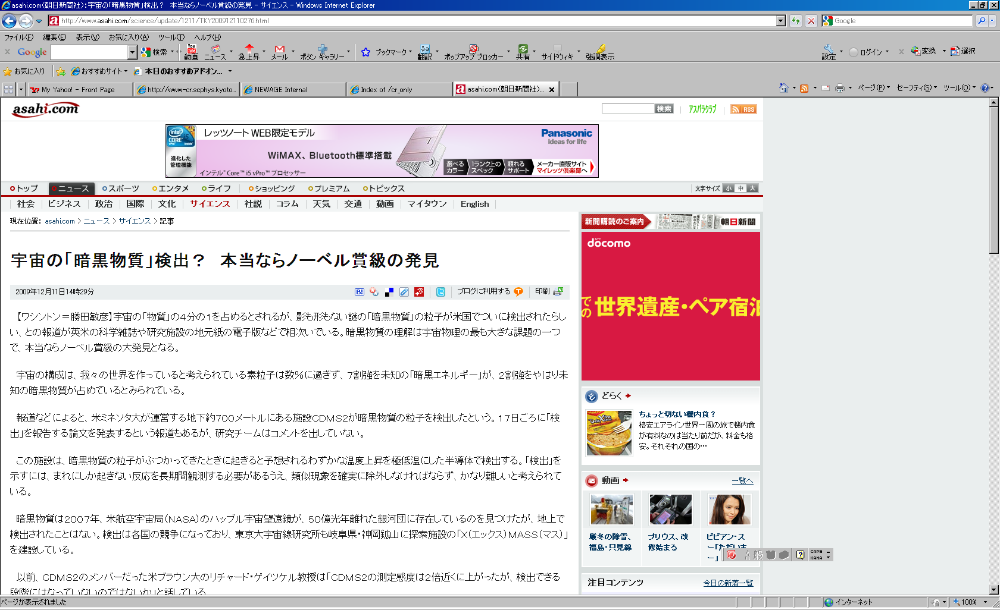 asahi.com(朝日新聞社):宇宙の「暗黒物質」検出？　本当ならノーベル賞級の発見 - サイエンス - Windows Internet Explorer
http://www.asahi.com/science/update/1211/TKY200912110276.html
Google
ファイル(F) 編集(E) 表示(V) お気に入り(A) ツール(T) ヘルプ(H)
Google 検索 動画 ニュース 急上昇 メール ボタン ギャラリー ブックマーク 翻訳 ポップアップ ブロッカー 共有 サイドウィキ 強調表示 設定 ログイン 変換 選択
お気に入り おすすめサイト 本日のおすすめアドオン...
My Yahoo! - Front Page http://www-cr.scphys.kyoto... NEWAGE Internal Index of /cr_only asahi.com(朝日新聞社)... ページ(P) セーフティ(S) ツール(O)
asahi.com 検索 アスパラクラブ RSS
レッツノート WEB限定モデル
Panasonic
ideas for life
intel CORE i5 vPro inside
進化した
管理機能
WiMAX、Bluetooth標準搭載
インテル® Core™ i5 vPro™ プロセッサー
選べる
カラー
1ランク上の
スペック
頼れる
サポート
メーカー直販サイト
マイレッツ倶楽部へ
トップ ニュース スポーツ エンタメ ライフ ショッピング プレミアム トピックス 文字サイズ 小 中 大
社会 ビジネス 政治 国際 文化 サイエンス 社説 コラム 天気 交通 動画 マイタウン English
現在位置： asahi.com > ニュース > サイエンス > 記事
宇宙の「暗黒物質」検出？　本当ならノーベル賞級の発見
2009年12月11日14時29分
B! ブログに利用する 印刷
【ワシントン＝勝田敏彦】宇宙の「物質」の４分の１を占めるとされるが、影も形もない謎の「暗黒物質」の粒子が米国でついに検出されたらし
い、との報道が英米の科学雑誌や研究施設の地元紙の電子版などで相次いでいる。暗黒物質の理解は宇宙物理の最も大きな課題の一つ
で、本当ならノーベル賞級の大発見となる。
宇宙の構成は、我々の世界を作っていると考えられている素粒子は数％に過ぎず、７割強を未知の「暗黒エネルギー」が、２割強をやはり未
知の暗黒物質が占めているとみられている。
報道などによると、米ミネソタ大が運営する地下約７００メートルにある施設ＣＤＭＳ２が暗黒物質の粒子を検出したという。１７日ごろに「検
出」を報告する論文を発表するという報道もあるが、研究チームはコメントを出していない。
この施設は、暗黒物質の粒子がぶつかってきたときに起きると予想されるわずかな温度上昇を極低温にした半導体で検出する。「検出」を
示すには、まれにしか起きない反応を長期間観測する必要があるうえ、類似現象を確実に除外しなければならず、かなり難しいと考えられて
いる。
暗黒物質は２００７年、米航空宇宙局（ＮＡＳＡ）のハッブル宇宙望遠鏡が、５０億光年離れた銀河団に存在しているのを見つけたが、地上で
検出されたことはない。検出は各国の競争になっており、東京大宇宙線研究所も岐阜県・神岡鉱山に探索施設の「Ｘ（エックス）ＭＡＳＳ（マス）」
を建設している。
以前、ＣＤＭＳ２のメンバーだった米ブラウン大のリチャード・ゲイツケル教授は「ＣＤＭＳ２の測定感度は２倍近くに上がったが、検出できる
段階にはなっていないのではないか」と話している。
新聞購読のご案内 朝日新聞
NTT
döcomo
での 世界遺産・ペア宿泊
どらく
ちょっと切ない機内食？
格安エアライン世界一周の旅で機内食
が有料なのは当たり前だが、料金も格
安。それぞれの国の…
動画 一覧へ
厳冬の除雪、
福島・只見線
プリウス、改
修始まる
ビビアン・ス
ー「ただいま
ー」
A 般 CAPS
KANA
注目コンテンツ 今日の新着一覧
ページが表示されました インターネット 100%